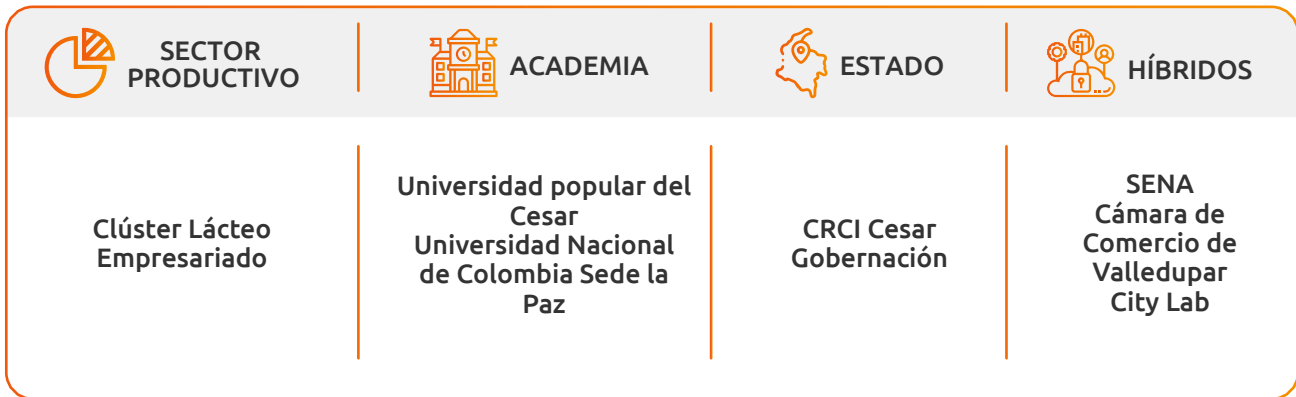 SECTOR
PRODUCTIVO
ACADEMIA
ESTADO
HÍBRIDOS
Clúster Lácteo
Empresariado
Universidad popular del
Cesar
Universidad Nacional
de Colombia Sede la
Paz
CRCI Cesar
Gobernación
SENA
Cámara de
Comercio de
Valledupar
City Lab